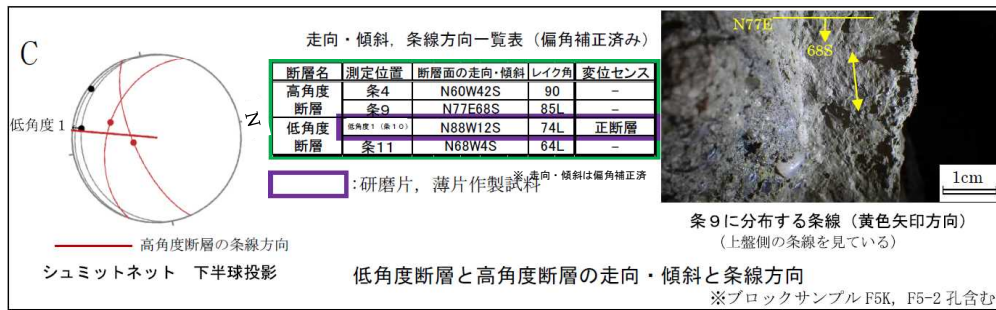 C
低角度1
N
高角度断層の条線方向
シュミットネット 下半球投影
走向・傾斜,条線方向一覧表(偏角補正済み)
断層名 測定位置 断層面の走向・傾斜 レイク角 変位センス
高角度断層 条4 N60W42S 90 −
条9 N77E68S 85L −
低角度断層 低角度1(条10) N88W12S 74L 正断層
条11 N68W4S 64L −
※ 走向・傾斜は偏角補正済
:研磨片,薄片作製試料
N77E
68S
1cm
条9に分布する条線(黄色矢印方向)
(上盤側の条線を見ている)
低角度断層と高角度断層の走向・傾斜と条線方向
※ブロックサンプルF5K, F5-2孔含む